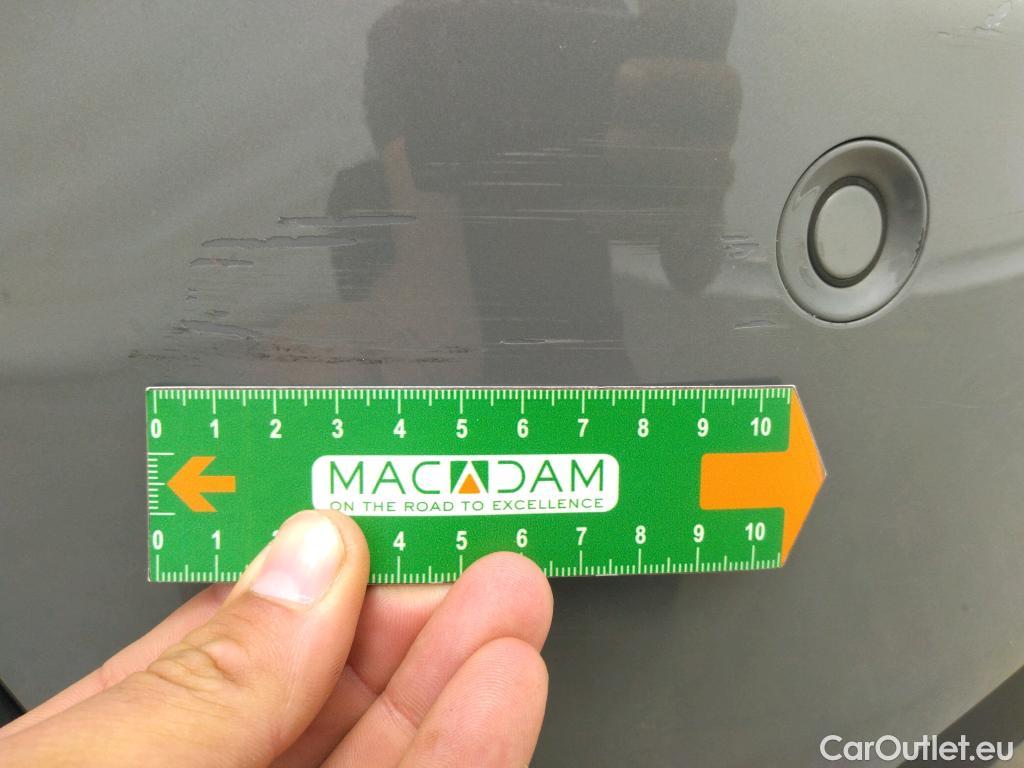 0 1 2 3 4 5 6 7 8 9 10
MACADAM
ON THE ROAD TO EXCELLENCE
0 1 4 5 6 7 8 9 10
CarOutlet.eu